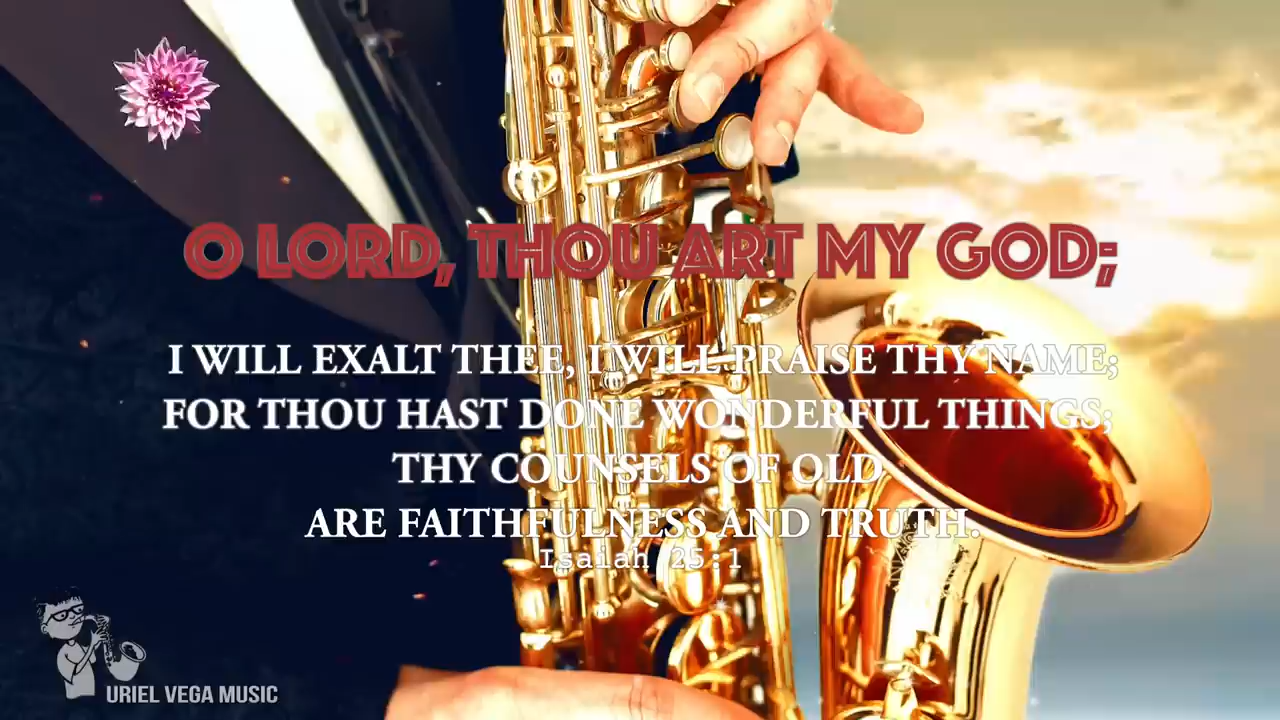 O LORD, THOU ART MY GOD;
I WILL EXALT THEE, I WILL PRAISE THY NAME;
FOR THOU HAST DONE WONDERFUL THINGS;
THY COUNSELS OF OLD
ARE FAITHFULNESS AND TRUTH.
Isaiah 25:1
URIEL VEGA MUSIC